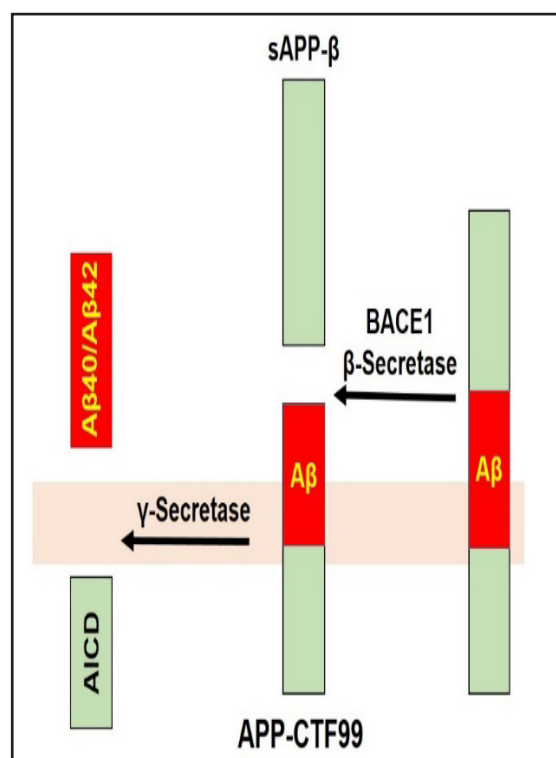 sAPP-β
Aβ40/Aβ42
BACE1
β-Secretase
Aβ
Aβ
γ-Secretase
AICD
APP-CTF99